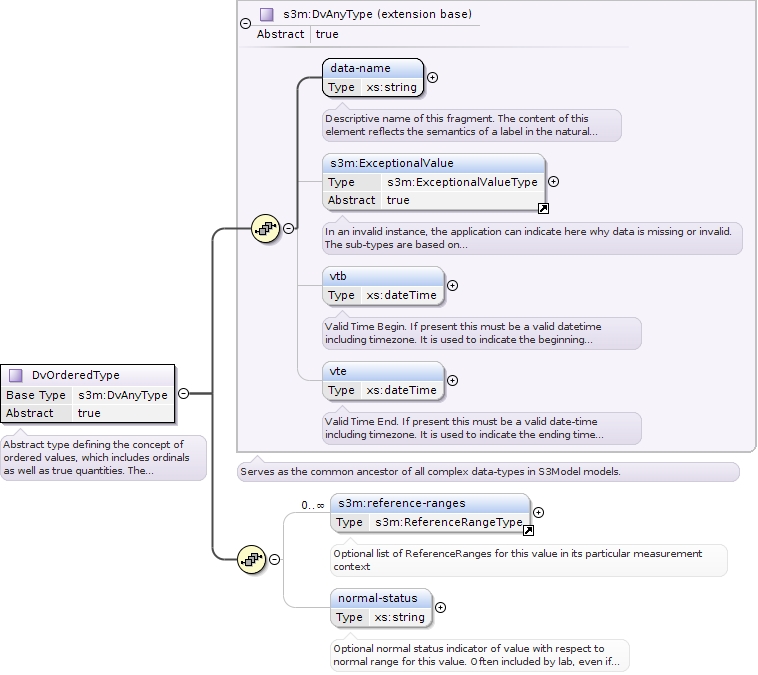 s3m:DvAnyType (extension base)
Abstract true
data-name
Type xs:string
Descriptive name of this fragment. The content of this
element reflects the semantics of a label in the natural...
s3m:ExceptionalValue
Type s3m:ExceptionalValueType
Abstract true
In an invalid instance, the application can indicate here why data is missing or invalid.
The sub-types are based on...
vtb
Type xs:dateTime
Valid Time Begin. If present this must be a valid datetime
including timezone. It is used to indicate the beginning...
vte
Type xs:dateTime
Valid Time End. If present this must be a valid date-time
including timezone. It is used to indicate the ending time...
DvOrderedType
Base Type s3m:DvAnyType
Abstract true
Abstract type defining the concept of
ordered values, which includes ordinals
as well as true quantities. The...
Serves as the common ancestor of all complex data-types in S3Model models.
0..∞
s3m:reference-ranges
Type s3m:ReferenceRangeType
Optional list of ReferenceRanges for this value in its particular measurement
context
normal-status
Type xs:string
Optional normal status indicator of value with respect to
normal range for this value. Often included by lab, even if...